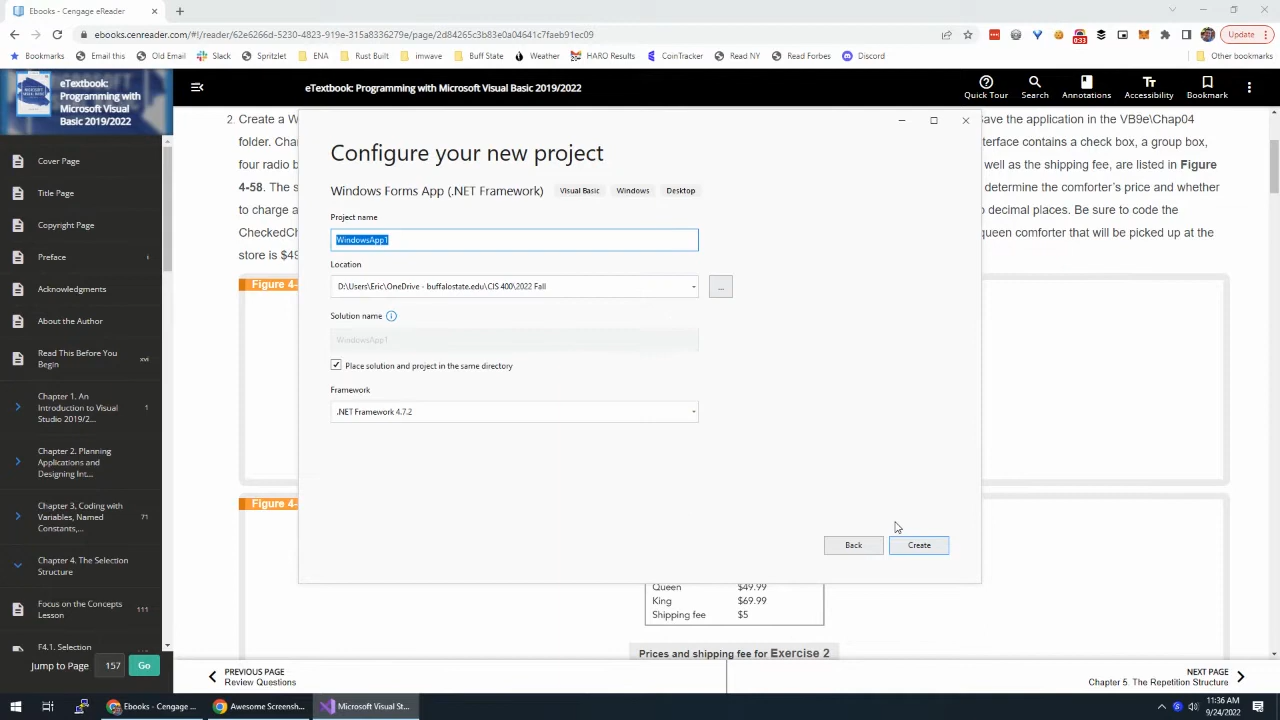 Ebooks - Cengage eReader
ebooks.cenreader.com/#!/reader/62e6266d-5230-4823-919e-315a8336279e/page/2d84265c3b83e0a04641c7faeb91ec09
Update
Bookmarks
Email this
Old Email
Slack
Spritzlet
ENA
Rust Built
imwave
Buff State
Weather
HARO Results
CoinTracker
Read NY
Read Forbes
Discord
Other bookmarks
eTextbook:
Programming with
Microsoft Visual
Basic 2019/2022
eTextbook: Programming with Microsoft Visual Basic 2019/2022
Quick Tour
Search
Annotations
Accessibility
Bookmark
Cover Page
Title Page
Copyright Page
Preface i
Acknowledgments
About the Author
Read This Before You
Begin xvi
Chapter 1. An
Introduction to Visual 1
Studio 2019/2...
Chapter 2. Planning
Applications and
Designing Int...
Chapter 3. Coding with
Variables, Named 71
Constants,...
Chapter 4. The Selection
Structure
Focus on the Concepts
Lesson 111
F4.1. Selection
Jump to Page 157 Go
2. Create a W
Save the application in the VB9e\Chap04
folder. Cha
terface contains a check box, a group box,
four radio b
well as the shipping fee, are listed in Figure
4-58. The s
determine the comforter's price and whether
to charge a
o decimal places. Be sure to code the
CheckedCh
queen comforter that will be picked up at the
store is $49
Figure 4-
Figure 4-
Configure your new project
Windows Forms App (.NET Framework) Visual Basic Windows Desktop
Project name
WindowsApp1
Location
D:\Users\Eric\OneDrive - buffalostate.edu\CIS 400\2022 Fall
...
Solution name
WindowsApp1
Place solution and project in the same directory
Framework
.NET Framework 4.7.2
Back
Create
Queen $49.99
King $69.99
Shipping fee $5
Prices and shipping fee for Exercise 2
PREVIOUS PAGE
Review Questions
NEXT PAGE
Chapter 5. The Repetition Structure
Ebooks - Cengage ...
Awesome Screensh...
Microsoft Visual St...
11:36 AM
9/24/2022